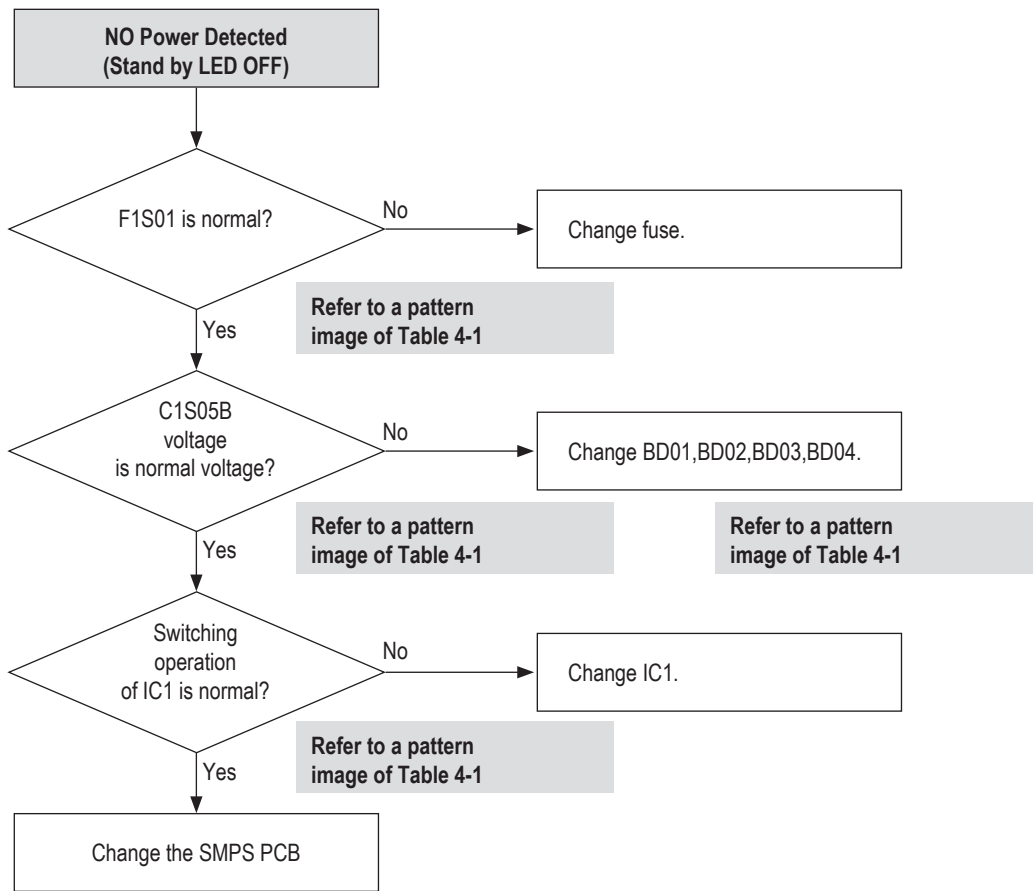 NO Power Detected
(Stand by LED OFF)
F1S01 is normal?
No
Change fuse.
Refer to a pattern
image of Table 4-1
Yes
C1S05B
voltage
is normal voltage?
No
Change BD01,BD02,BD03,BD04.
Refer to a pattern
image of Table 4-1
Refer to a pattern
image of Table 4-1
Yes
Switching
operation
of IC1 is normal?
No
Change IC1.
Refer to a pattern
image of Table 4-1
Yes
Change the SMPS PCB